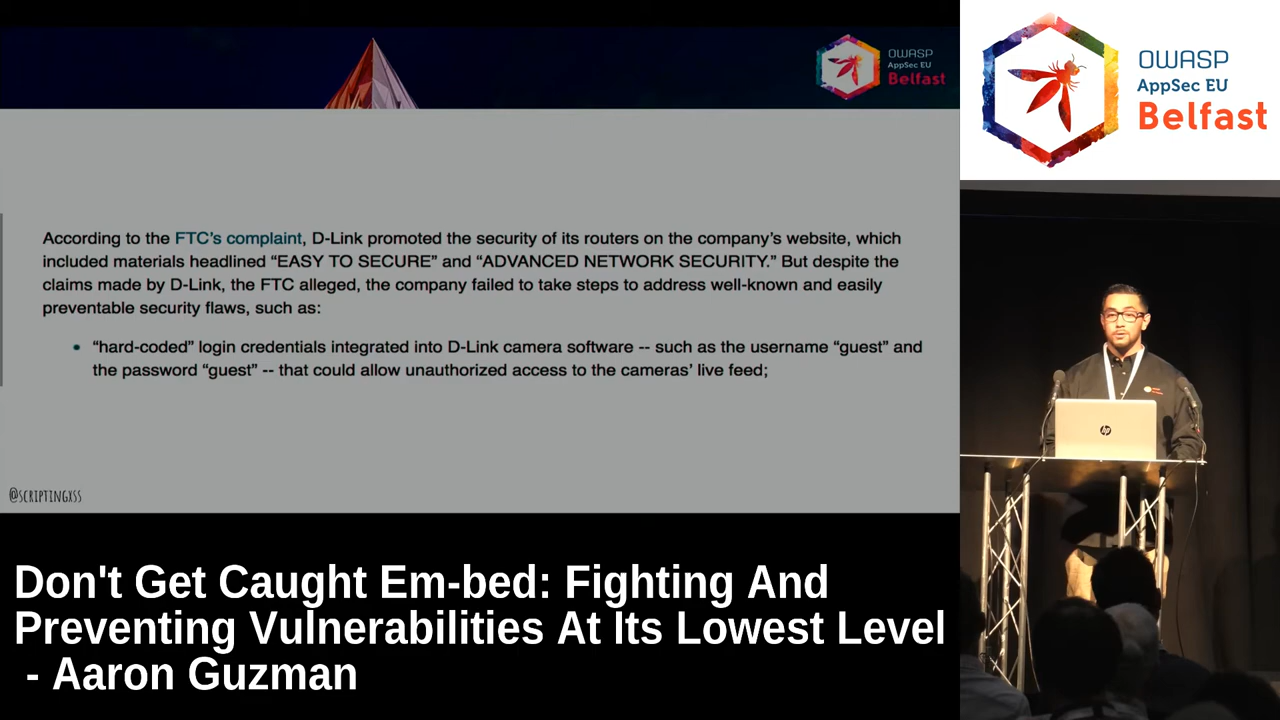 OWASP
AppSec EU
Belfast
OWASP
AppSec EU
Belfast
According to the FTC's complaint, D-Link promoted the security of its routers on the company's website, which
included materials headlined “EASY TO SECURE” and “ADVANCED NETWORK SECURITY.” But despite the
claims made by D-Link, the FTC alleged, the company failed to take steps to address well-known and easily
preventable security flaws, such as:
• “hard-coded” login credentials integrated into D-Link camera software -- such as the username “guest” and
the password “guest” -- that could allow unauthorized access to the cameras’ live feed;
hp
@SCRIPTINGXSS
Don't Get Caught Em-bed: Fighting And
Preventing Vulnerabilities At Its Lowest Level
- Aaron Guzman